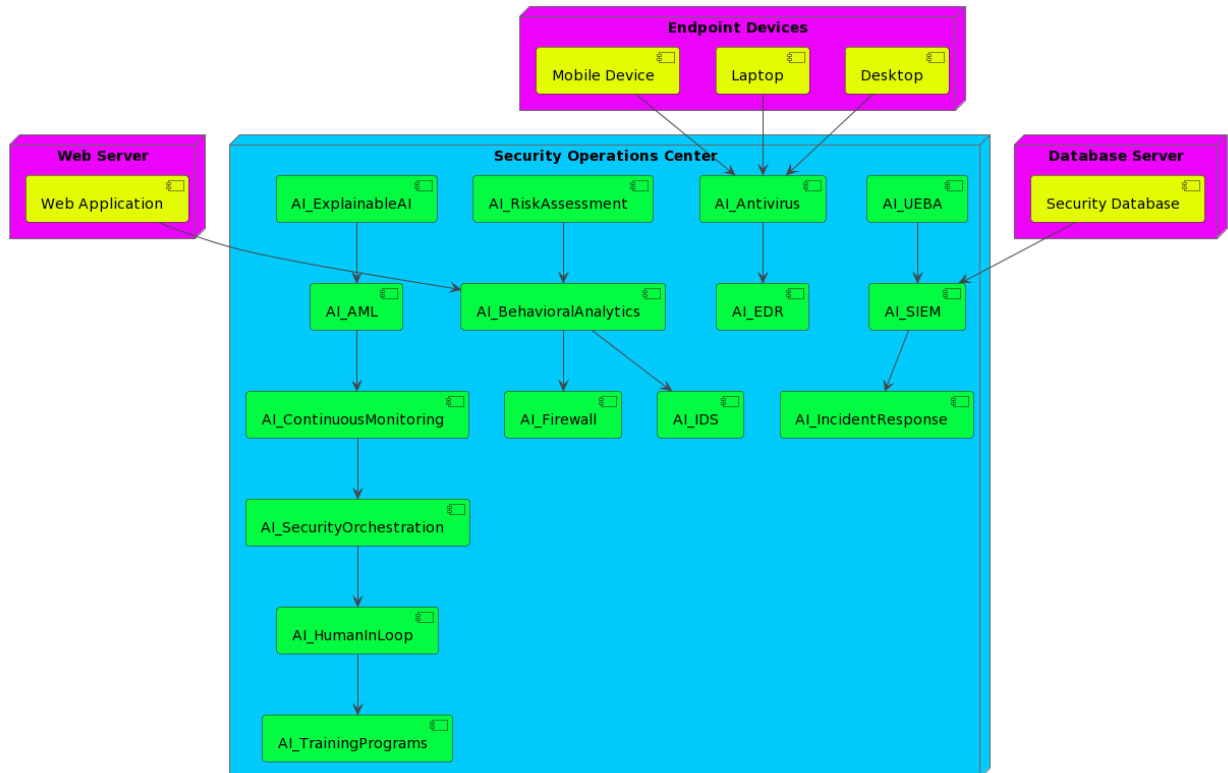 Endpoint Devices
Mobile Device
Laptop
Desktop
Web Server
Security Operations Center
Database Server
Web Application
AI_ExplainableAI
AI_RiskAssessment
AI_Antivirus
AI_UEBA
Security Database
AI_AML
AI_BehavioralAnalytics
AI_EDR
AI_SIEM
AI_ContinuousMonitoring
AI_Firewall
AI_IDS
AI_IncidentResponse
AI_SecurityOrchestration
AI_HumanInLoop
AI_TrainingPrograms